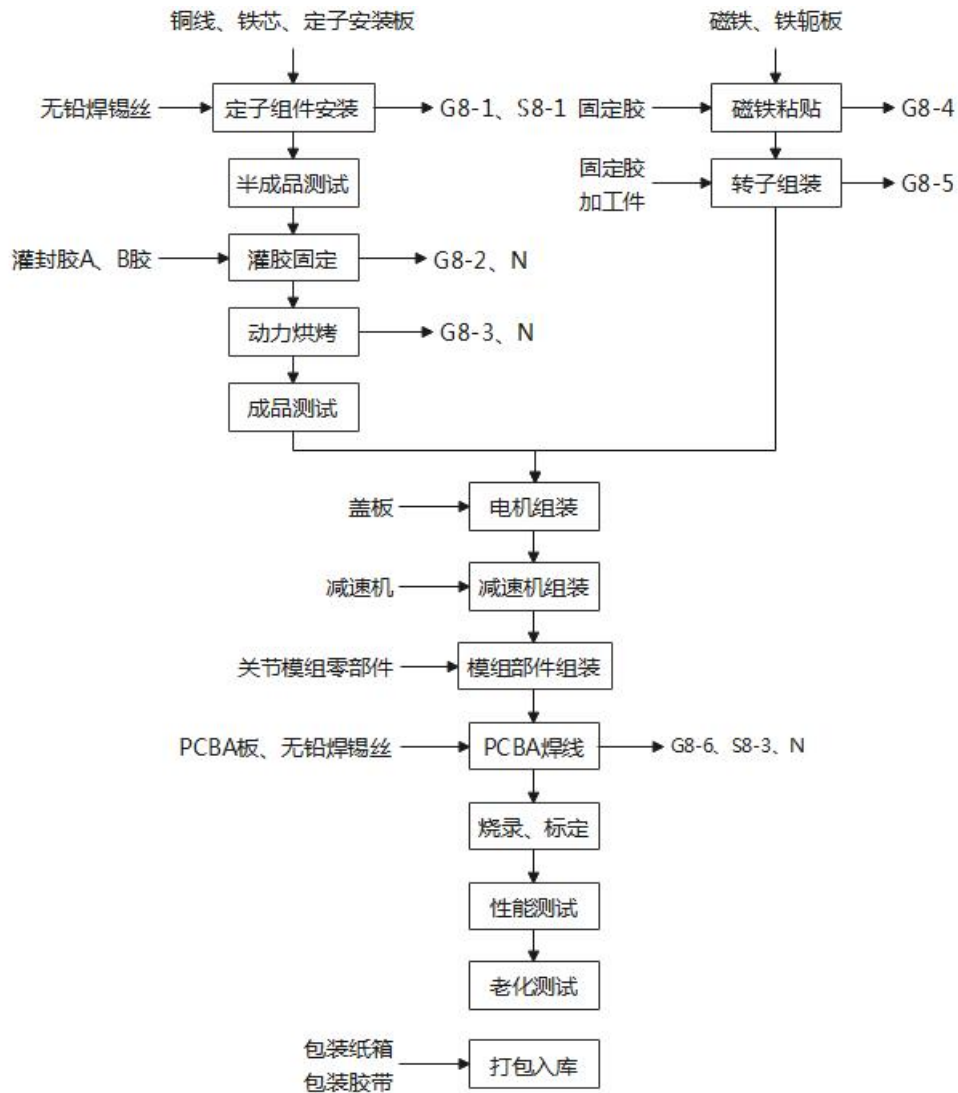 铜线、铁芯、定子安装板
磁铁、铁轭板
无铅焊锡丝
定子组件安装
G8-1、S8-1
固定胶
磁铁粘贴
G8-4
半成品测试
固定胶
加工件
转子组装
G8-5
灌封胶A、B胶
灌胶固定
G8-2、N
动力烘烤
G8-3、N
成品测试
盖板
电机组装
减速机
减速机组装
关节模组零部件
模组部件组装
PCBA板、无铅焊锡丝
PCBA焊线
G8-6、S8-3、N
烧录、标定
性能测试
老化测试
包装纸箱
包装胶带
打包入库